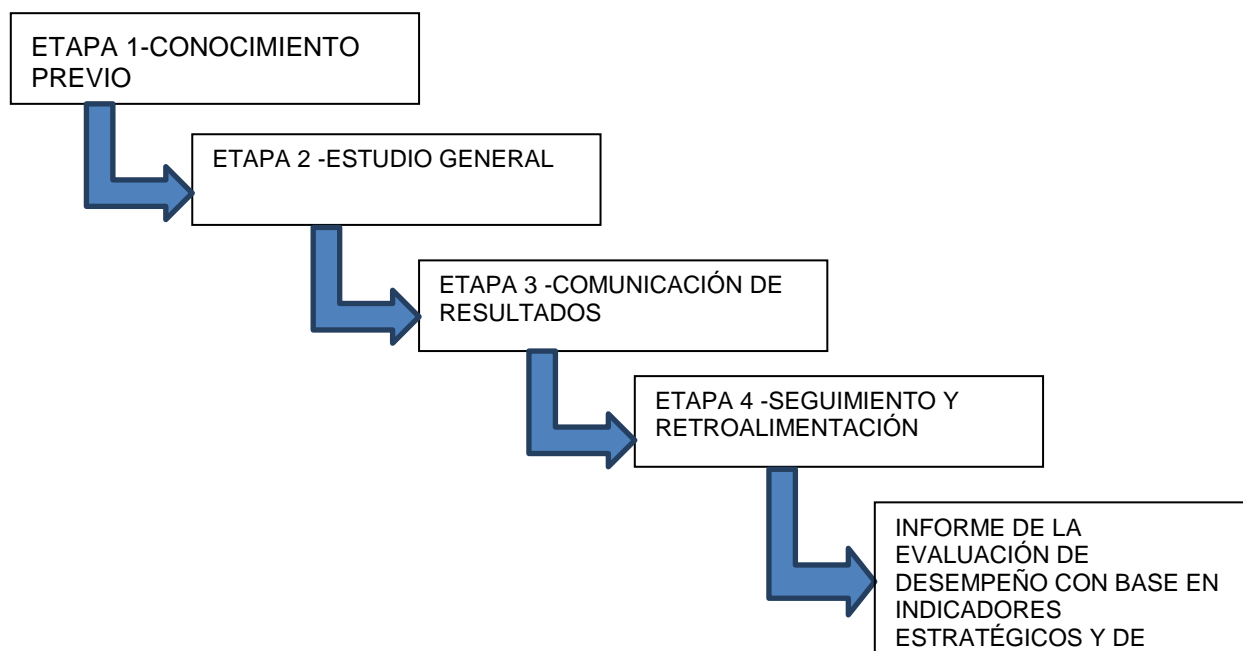 ETAPA 1-CONOCIMIENTO
PREVIO
ETAPA 2 -ESTUDIO GENERAL
ETAPA 3 -COMUNICACIÓN DE
RESULTADOS
ETAPA 4 -SEGUIMIENTO Y
RETROALIMENTACIÓN
INFORME DE LA
EVALUACIÓN DE
DESEMPEÑO CON BASE EN
INDICADORES
ESTRATÉGICOS Y DE